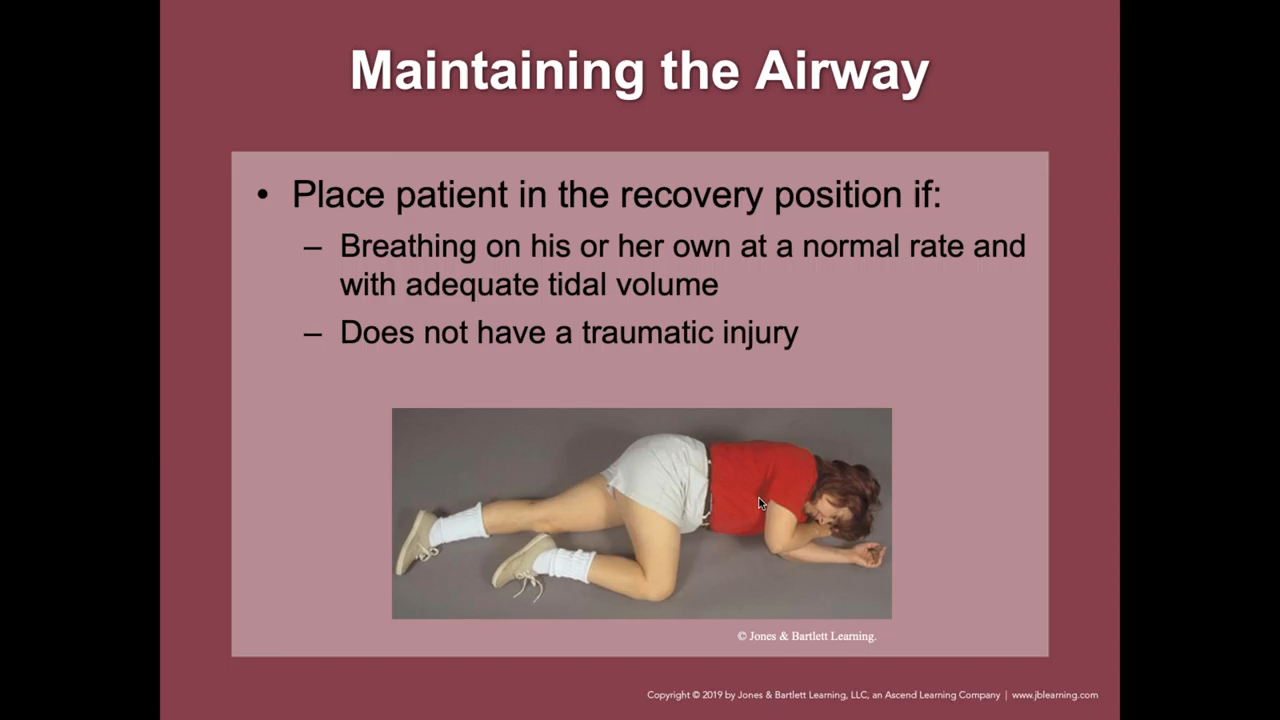 Maintaining the Airway
• Place patient in the recovery position if:
– Breathing on his or her own at a normal rate and
with adequate tidal volume
– Does not have a traumatic injury
© Jones & Bartlett Learning.
Copyright © 2019 by Jones & Bartlett Learning, LLC, an Ascend Learning Company | www.jblearning.com